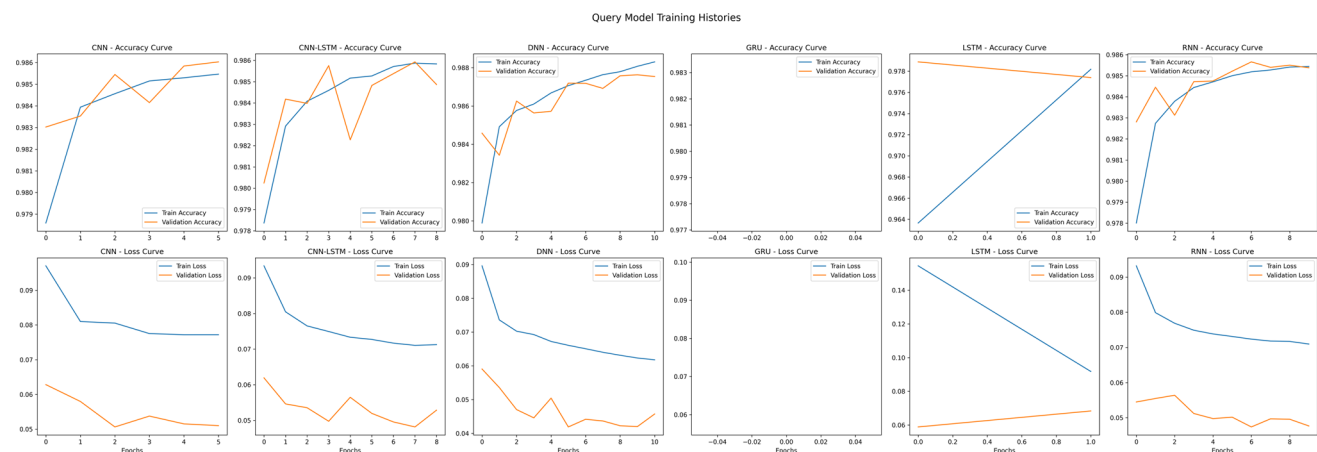 Query Model Training Histories
CNN - Accuracy Curve
0.986
0.985
0.984
0.983
0.982
0.981
0.980
0.979
Train Accuracy
Validation Accuracy
0 1 2 3 4 5
CNN-LSTM - Accuracy Curve
0.986
0.985
0.984
0.983
0.982
0.981
0.980
0.979
0.978
Train Accuracy
Validation Accuracy
0 1 2 3 4 5 6 7 8
DNN - Accuracy Curve
Train Accuracy
Validation Accuracy
0.988
0.986
0.984
0.982
0.980
0 2 4 6 8 10
GRU - Accuracy Curve
0.983
0.982
0.981
0.980
0.979
0.978
0.977
−0.04 −0.02 0.00 0.02 0.04
LSTM - Accuracy Curve
0.978
0.976
0.974
0.972
0.970
0.968
0.966
0.964
Train Accuracy
Validation Accuracy
0.0 0.2 0.4 0.6 0.8 1.0
RNN - Accuracy Curve
Train Accuracy
Validation Accuracy
0.986
0.985
0.984
0.983
0.982
0.981
0.980
0.979
0.978
0 2 4 6 8
CNN - Loss Curve
Train Loss
Validation Loss
0.09
0.08
0.07
0.06
0.05
0 1 2 3 4 5
Epochs
CNN-LSTM - Loss Curve
Train Loss
Validation Loss
0.09
0.08
0.07
0.06
0.05
0 1 2 3 4 5 6 7 8
Epochs
DNN - Loss Curve
Train Loss
Validation Loss
0.09
0.08
0.07
0.06
0.05
0.04
0 2 4 6 8 10
Epochs
GRU - Loss Curve
0.10
0.09
0.08
0.07
0.06
−0.04 −0.02 0.00 0.02 0.04
Epochs
LSTM - Loss Curve
Train Loss
Validation Loss
0.14
0.12
0.10
0.08
0.06
0.0 0.2 0.4 0.6 0.8 1.0
Epochs
RNN - Loss Curve
Train Loss
Validation Loss
0.09
0.08
0.07
0.06
0.05
0 2 4 6 8
Epochs